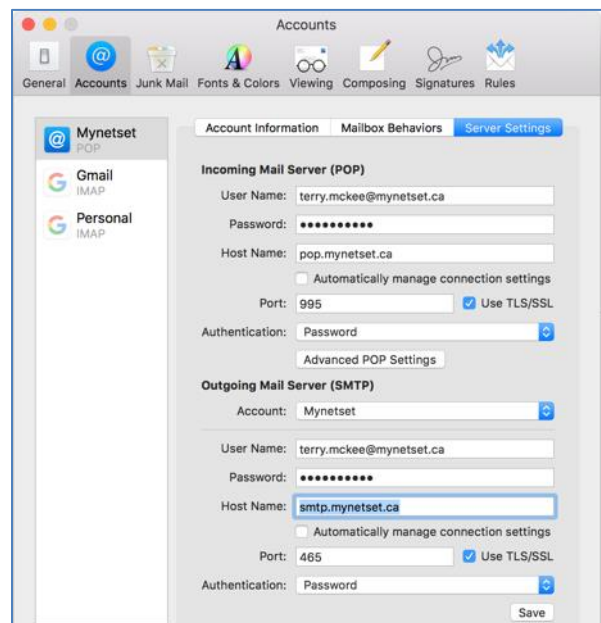 Accounts
General Accounts Junk Mail Fonts & Colors Viewing Composing Signatures Rules
Mynetset
POP
Gmail
IMAP
Personal
IMAP
Account Information Mailbox Behaviors Server Settings
Incoming Mail Server (POP)
User Name: terry.mckee@mynetset.ca
Password: ••••••••••
Host Name: pop.mynetset.ca
Automatically manage connection settings
Port: 995 Use TLS/SSL
Authentication: Password
Advanced POP Settings
Outgoing Mail Server (SMTP)
Account: Mynetset
User Name: terry.mckee@mynetset.ca
Password: ••••••••••
Host Name: smtp.mynetset.ca
Automatically manage connection settings
Port: 465 Use TLS/SSL
Authentication: Password
Save